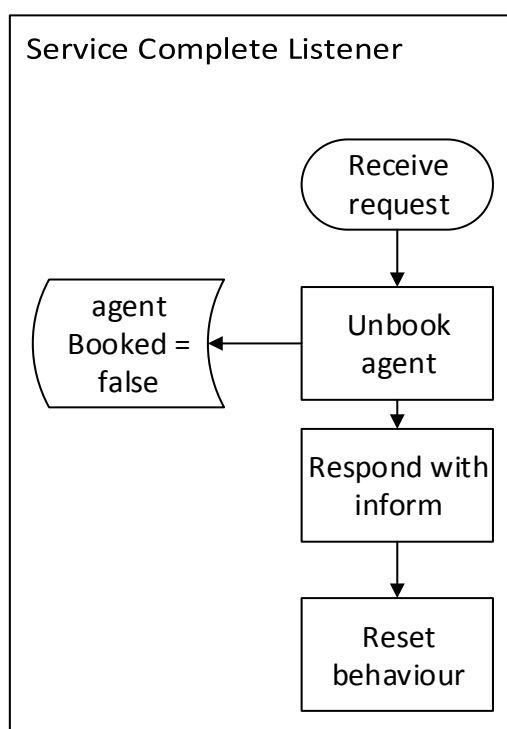 Service Complete Listener
Receive
request
agent
Booked =
false
Unbook
agent
Respond with
inform
Reset
behaviour